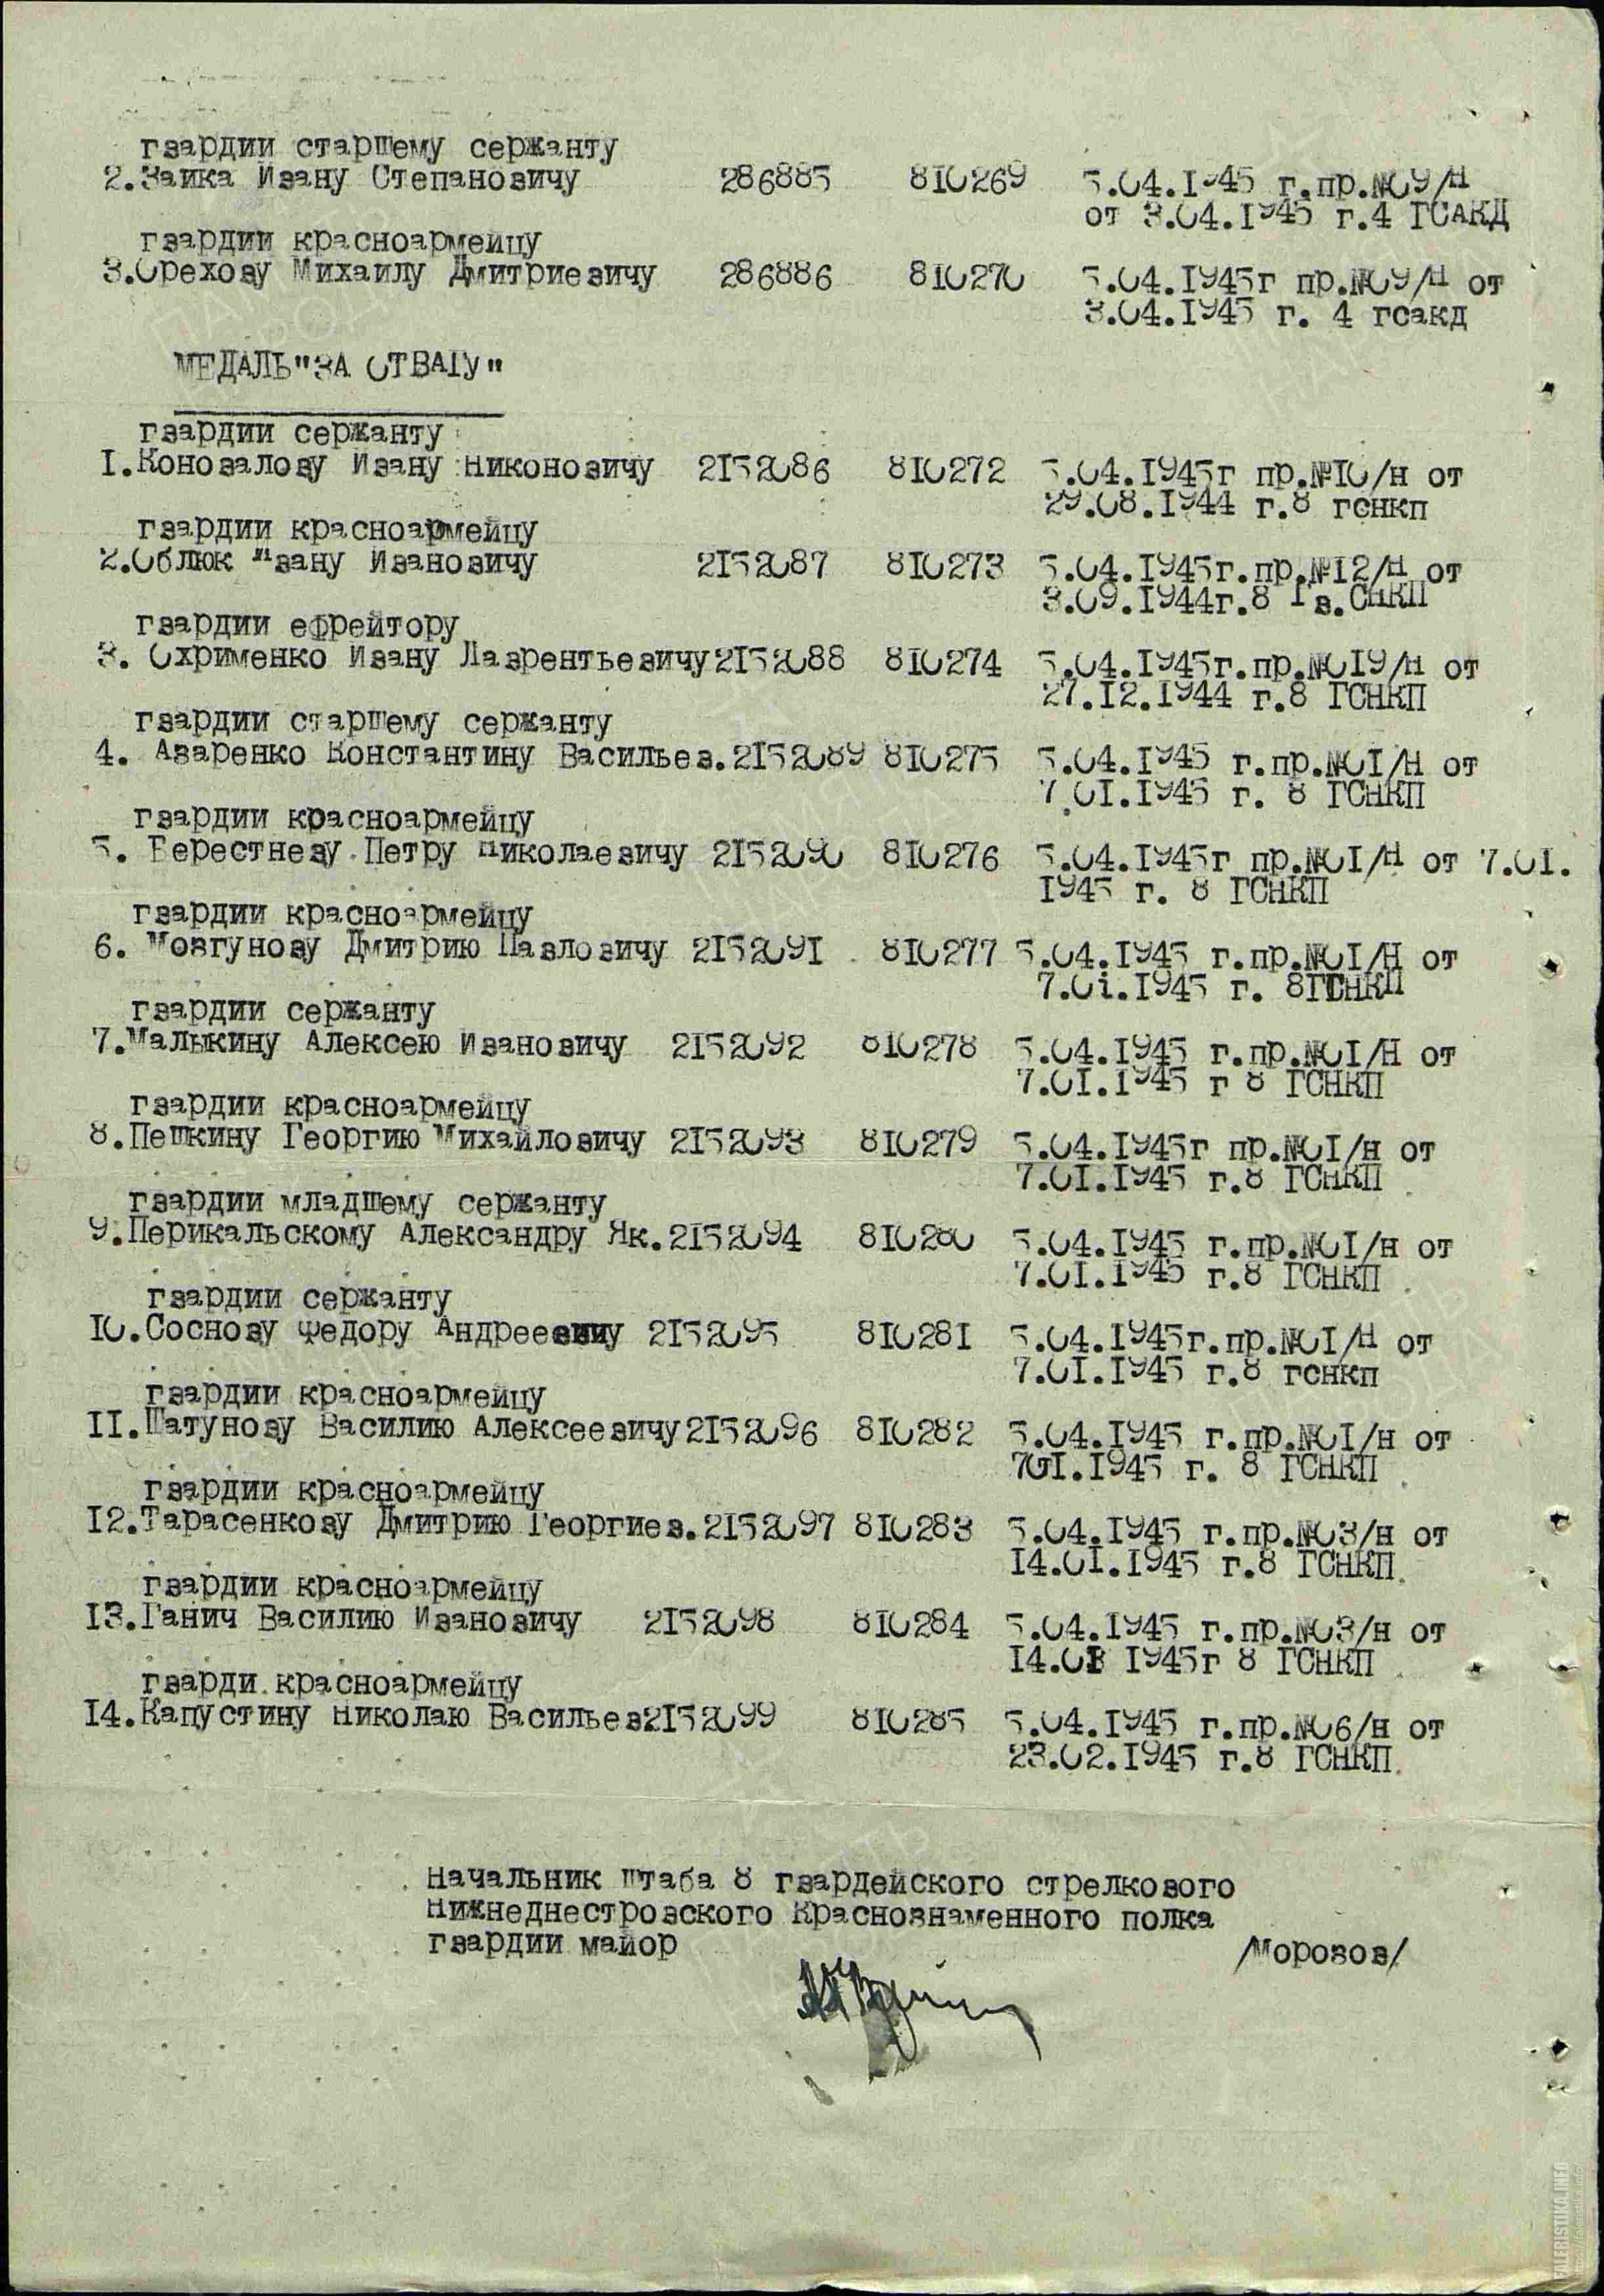 гвардии старшему сержанту
2.Заика Ивану Степановичу 286885 810269 5.04.1945 г.пр.№09/н
от 3.04.1945 г.4 ГСАКД
гвардии красноармейцу
3.Орехову Михаилу Дмитриевичу 286886 810270 5.04.1945г пр.№09/н от
3.04.1945 г. 4 гсакд
МЕДАЛЬ"ЗА ОТВАГУ"
гвардии сержанту
1.Коновалову Ивану Никоновичу 2152086 810272 5.04.1945г пр.№10/н от
29.08.1944 г.8 гснкп
гвардии красноармейцу
2.Облюк Ивану Ивановичу 2152087 810273 5.04.1945г.пр.№12/н от
3.09.1944г.8 Гв.СНКП
гвардии ефрейтору
3. Охрименко Ивану Лаврентьевичу 2152088 810274 5.04.1945г.пр.№019/н от
27.12.1944 г.8 ГСНКП
гвардии старшему сержанту
4. Азаренко Константину Васильев. 2152089 810275 5.04.1945 г.пр.№01/н от
7.01.1945 г. 8 ГСНКП
гвардии красноармейцу
5. Берестневу Петру Николаевичу 2152090 810276 5.04.1945г пр.№01/н от 7.01.
1945 г. 8 ГСНКП
гвардии красноармейцу
6. Мозгунову Дмитрию Павловичу 2152091 810277 5.04.1945 г.пр.№01/Н от
7.0i.1945 г. 8ГСНКП
гвардии сержанту
7.Малыкину Алексею Ивановичу 2152092 810278 5.04.1945 г.пр.№01/Н от
7.01.1945 г 8 ГСНКП
гвардии красноармейцу
8.Пешкину Георгию Михайловичу 2152093 810279 5.04.1945г пр.№01/н от
7.01.1945 г.8 ГСНКП
гвардии младшему сержанту
9.Перикальскому Александру Як. 2152094 810280 5.04.1945 г.пр.№01/н от
7.01.1945 г.8 ГСНКП
гвардии сержанту
10.Соснову Федору Андреевичу 2152095 810281 5.04.1945г.пр.№01/н от
7.01.1945 г.8 гснкп
гвардии красноармейцу
11.Шатунову Василию Алексеевичу 2152096 810282 5.04.1945 г.пр.№01/н от
701.1945 г. 8 ГСНКП
гвардии красноармейцу
12.Тарасенкову Дмитрию Георгиев. 2152097 810283 5.04.1945 г.пр.№03/н от
14.01.1945 г.8 ГСНКП
гвардии красноармейцу
13.Ганич Василию Ивановичу 2152098 810284 5.04.1945 г.пр.№03/н от
14.01 1945г 8 ГСНКП
гварди.красноармейцу
14.Капустину Николаю Васильев 2152099 810285 5.04.1945 г.пр.№06/н от
23.02.1945 г.8 ГСНКП
Начальник штаба 8 гвардейского стрелкового
Нижнеднестровского Краснознаменного полка
гвардии майор /Морозов/
FALERISTIKA.INFO
https://faleristika.info/